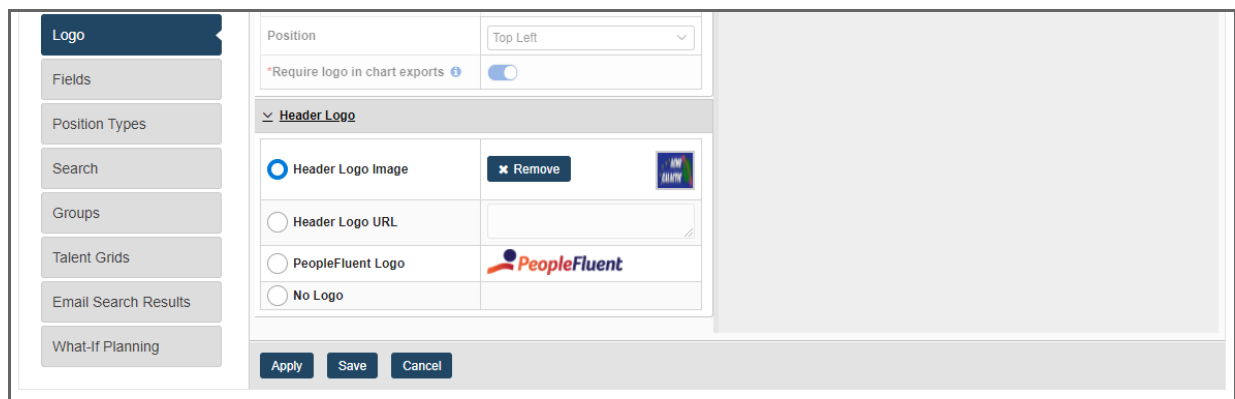 Logo
Fields
Position Types
Search
Groups
Talent Grids
Email Search Results
What-If Planning
Position
Top Left
*Require logo in chart exports
Header Logo
Header Logo Image
Remove
Header Logo URL
PeopleFluent Logo
PeopleFluent
No Logo
Apply Save Cancel